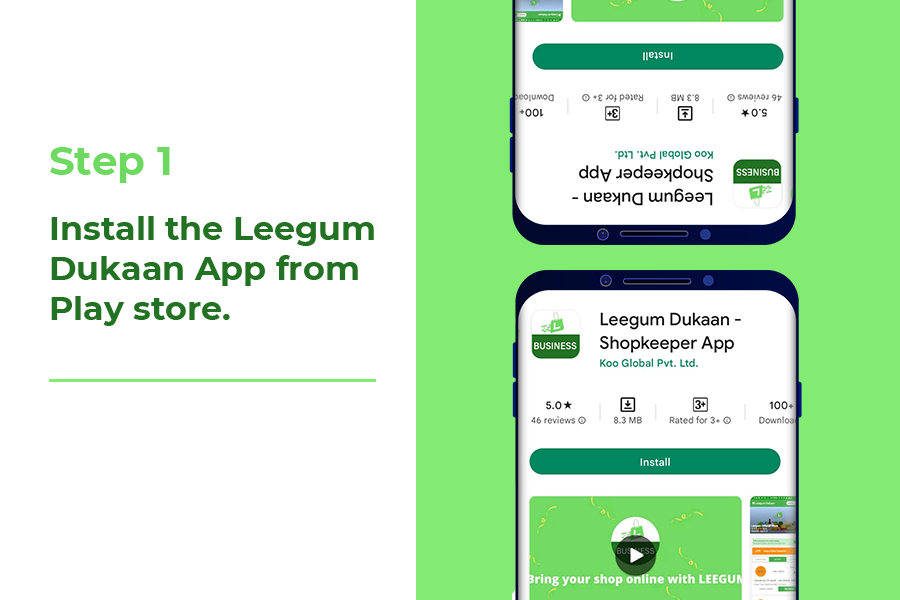 Step 1
Install the Leegum
Dukaan App from
Play store.
Install
5.0★
46 reviews
8.3 MB
3+
Rated for 3+
100+
Download
Leegum Dukaan -
Shopkeeper App
Koo Global Pvt. Ltd.
BUSINESS
Leegum Dukaan -
Shopkeeper App
Koo Global Pvt. Ltd.
BUSINESS
5.0★
46 reviews
8.3 MB
3+
Rated for 3+
100+
Downloa
Install
BUSINESS
Bring your shop online with LEEGUM